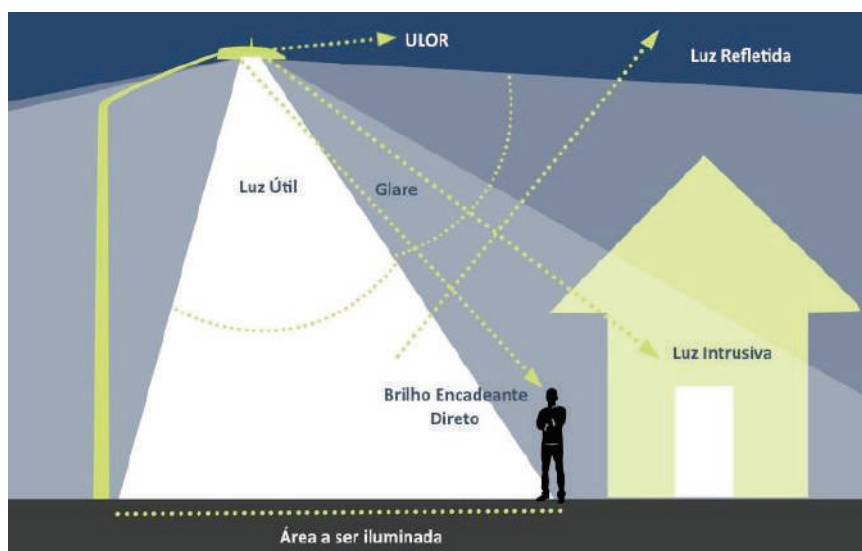 ULOR
Luz Refletida
Luz Útil
Glare
Luz Intrusiva
Brilho Encadeante
Direto
Área a ser iluminada